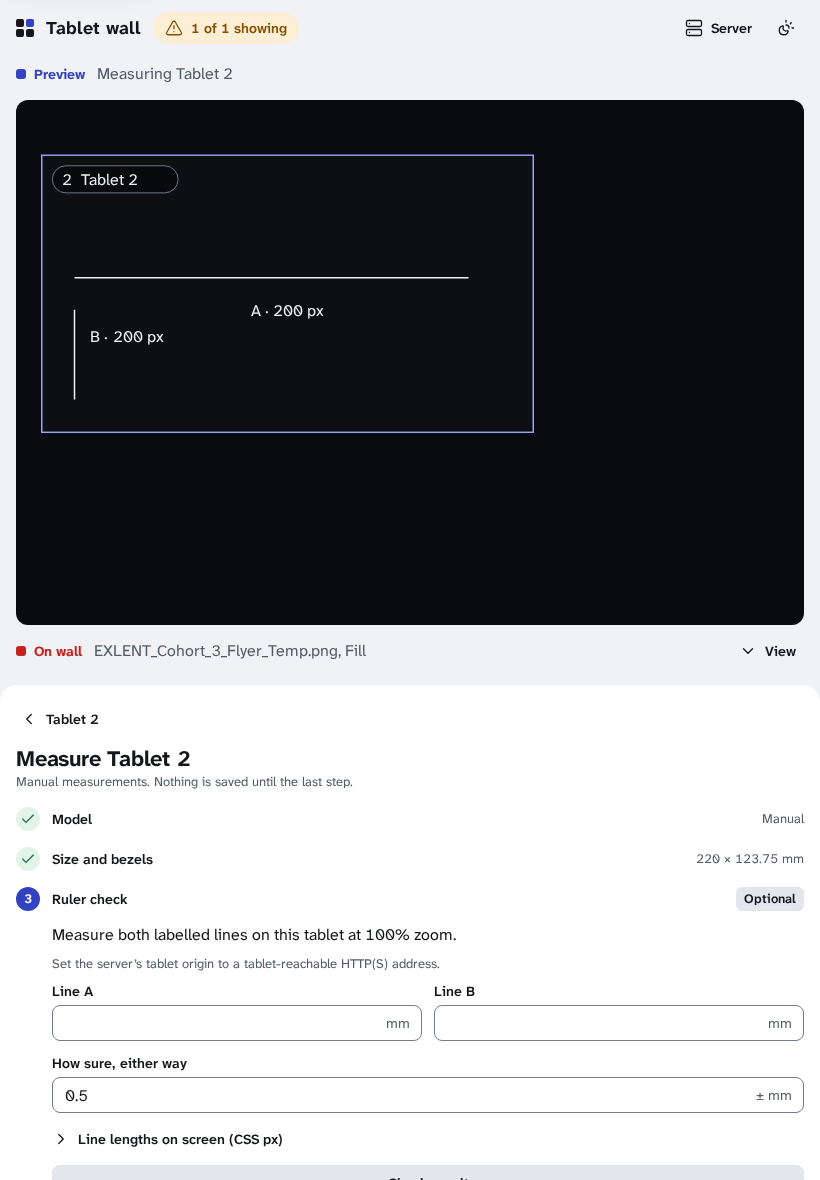 Tablet wall
1 of 1 showing
Server
Preview Measuring Tablet 2
2 Tablet 2
A · 200 px
B · 200 px
On wall EXLENT_Cohort_3_Flyer_Temp.png, Fill
View
Tablet 2
Measure Tablet 2
Manual measurements. Nothing is saved until the last step.
Model Manual
Size and bezels 220 × 123.75 mm
3 Ruler check Optional
Measure both labelled lines on this tablet at 100% zoom.
Set the server's tablet origin to a tablet-reachable HTTP(S) address.
Line A Line B
mm mm
How sure, either way
0.5 ± mm
Line lengths on screen (CSS px)